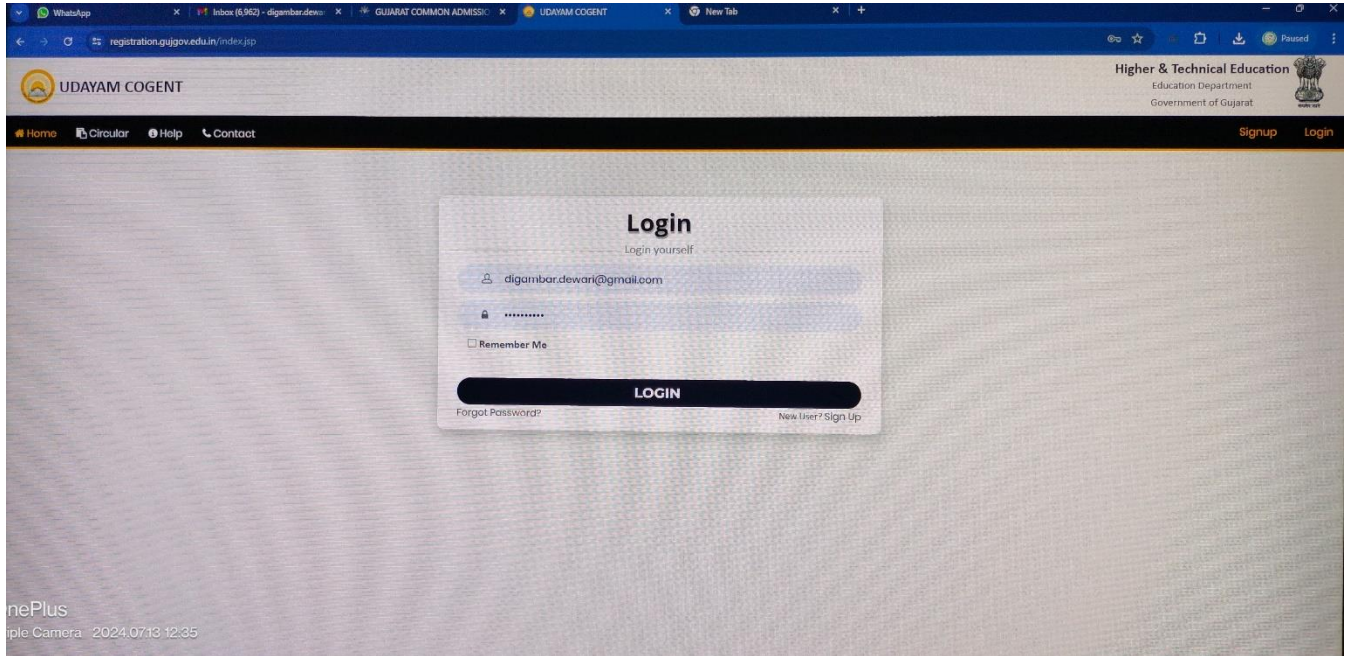 WhatsApp
Inbox (6,962) - digambar.dewar
GUJARAT COMMON ADMISSIO
UDAYAM COGENT
New Tab
registration.gujgov.edu.in/index.jsp
Paused
UDAYAM COGENT
Higher & Technical Education
Education Department
Government of Gujarat
Home Circular Help Contact
Signup Login
Login
Login yourself
digambar.dewari@gmail.com
••••••••••
Remember Me
LOGIN
Forgot Password?
New User? Sign Up
nePlus
iple Camera 2024.07.13 12:35